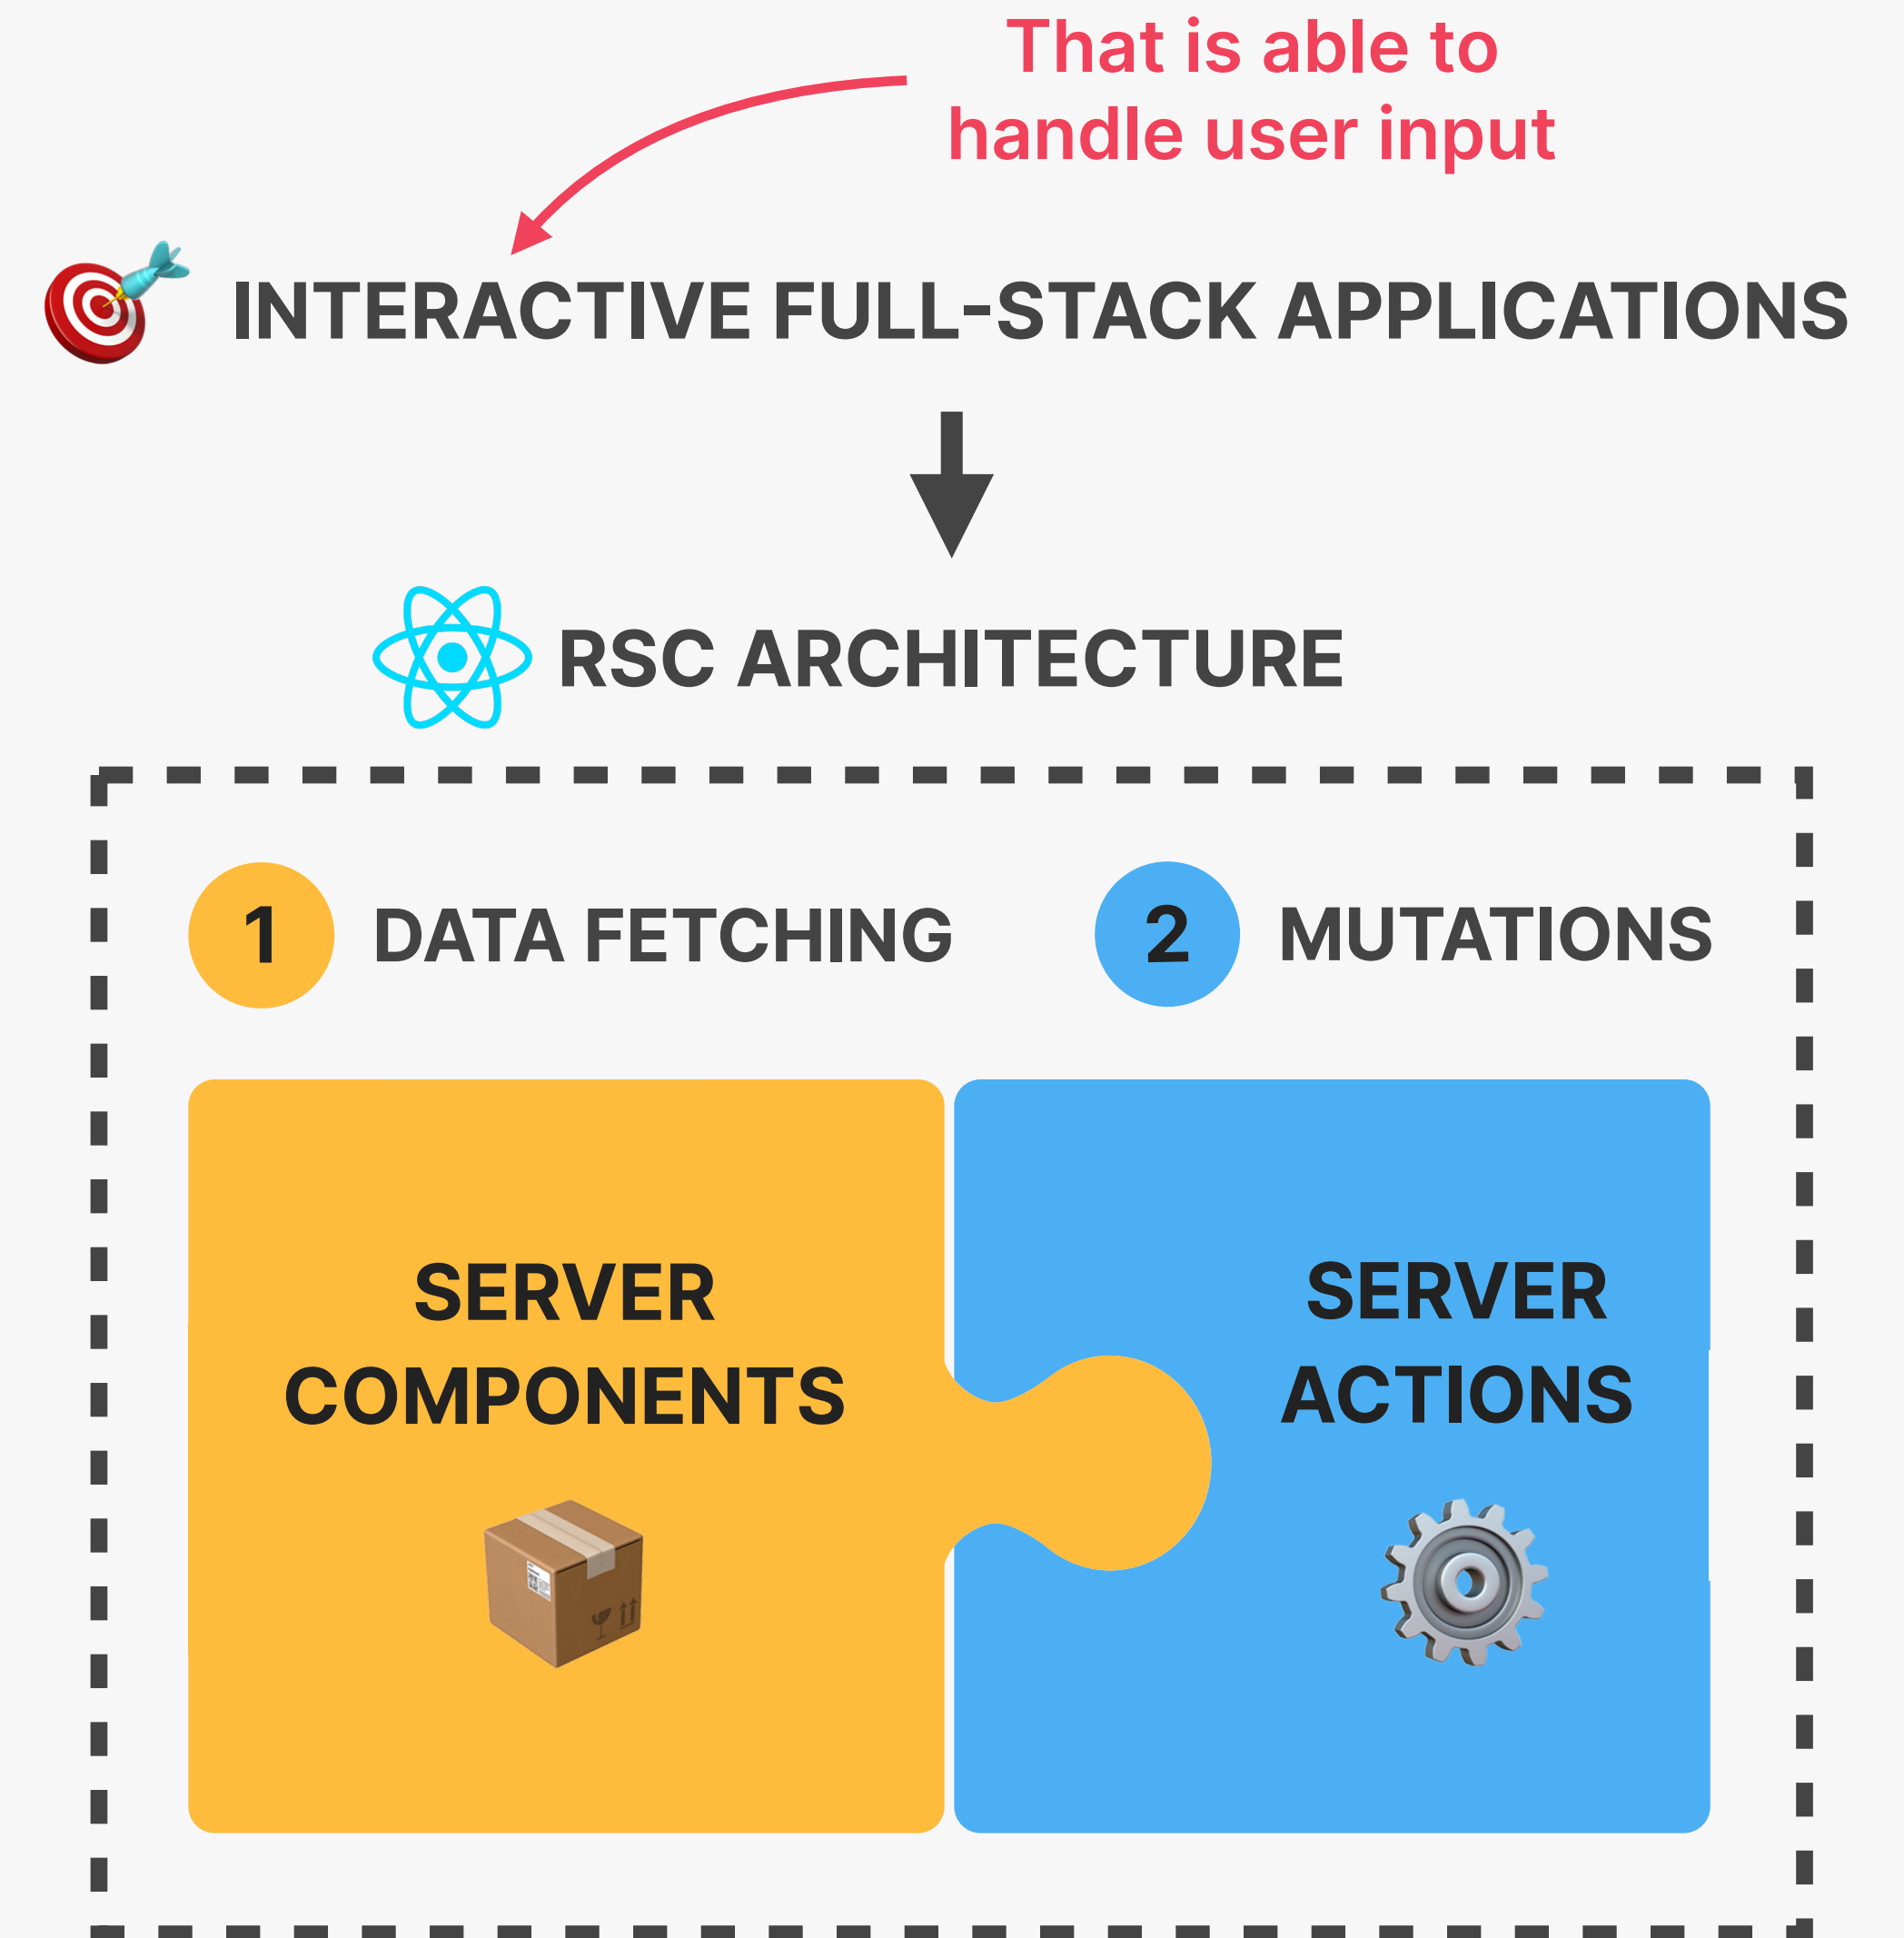 That is able to
handle user input
INTERACTIVE FULL-STACK APPLICATIONS
RSC ARCHITECTURE
1 DATA FETCHING
2 MUTATIONS
SERVER
COMPONENTS
SERVER
ACTIONS